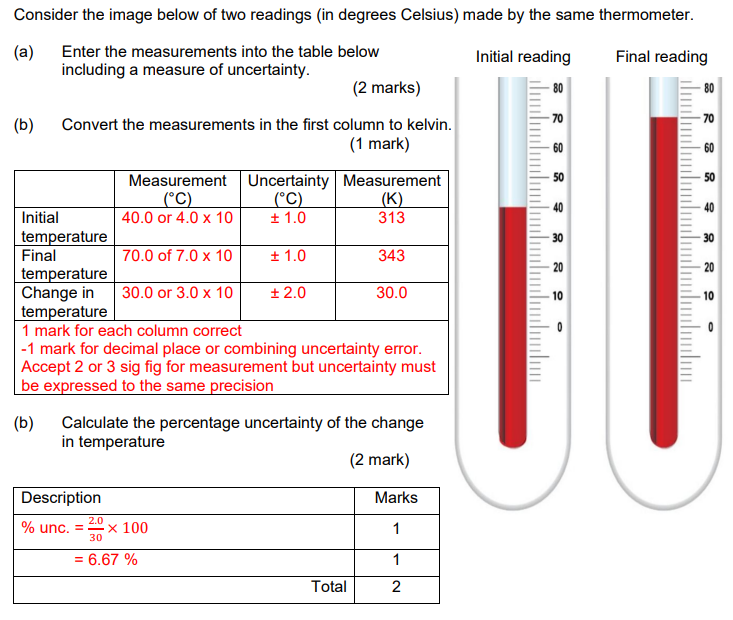 Consider the image below of two readings (in degrees Celsius) made by the same thermometer.
(a) Enter the measurements into the table below
including a measure of uncertainty.
(2 marks)
(b) Convert the measurements in the first column to kelvin.
(1 mark)
Measurement (°C) Uncertainty (°C) Measurement (K)
Initial temperature 40.0 or 4.0 x 10 ± 1.0 313
Final temperature 70.0 of 7.0 x 10 ± 1.0 343
Change in temperature 30.0 or 3.0 x 10 ± 2.0 30.0
1 mark for each column correct
-1 mark for decimal place or combining uncertainty error.
Accept 2 or 3 sig fig for measurement but uncertainty must
be expressed to the same precision
(b) Calculate the percentage uncertainty of the change
in temperature
(2 mark)
Description Marks
% unc. = 2.0/30 × 100 1
= 6.67 % 1
Total 2
Initial reading
80
70
60
50
40
30
20
10
0
Final reading
80
70
60
50
40
30
20
10
0